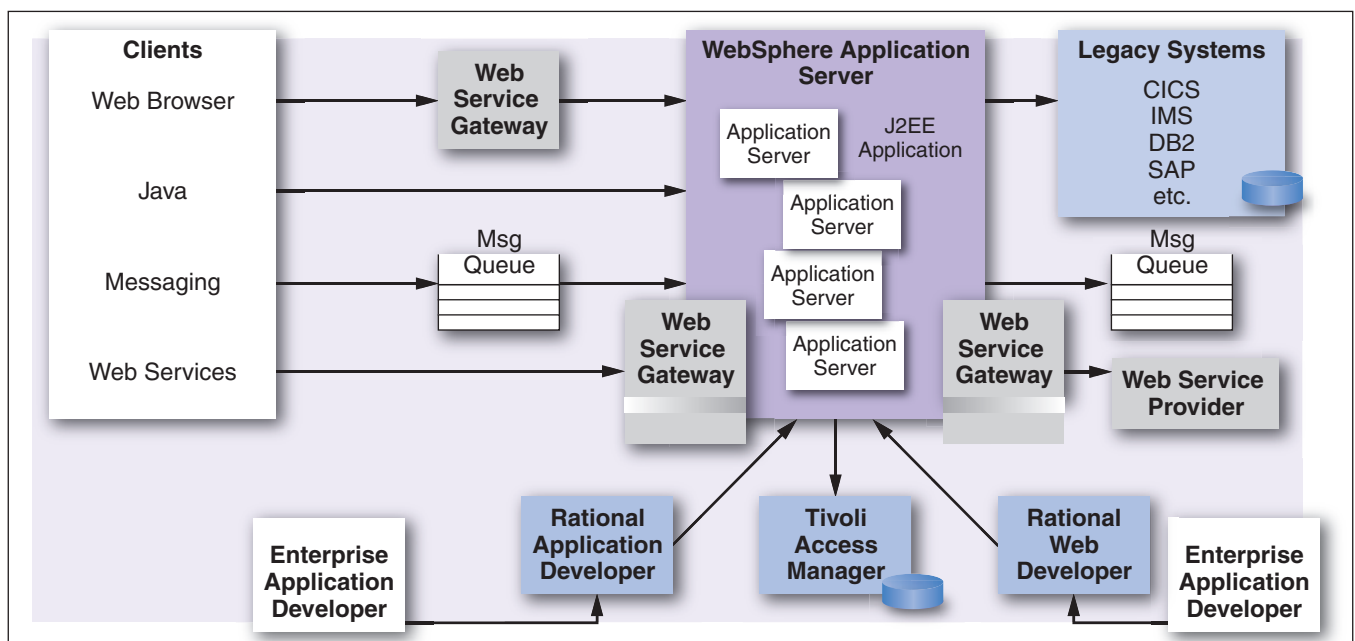 Clients
Web Browser
Java
Messaging
Web Services
Web
Service
Gateway
Msg
Queue
Web
Service
Gateway
WebSphere Application
Server
Application
Server
J2EE
Application
Application
Server
Application
Server
Application
Server
Web
Service
Gateway
Legacy Systems
CICS
IMS
DB2
SAP
etc.
Msg
Queue
Web Service
Provider
Enterprise
Application
Developer
Rational
Application
Developer
Tivoli
Access
Manager
Rational
Web
Developer
Enterprise
Application
Developer